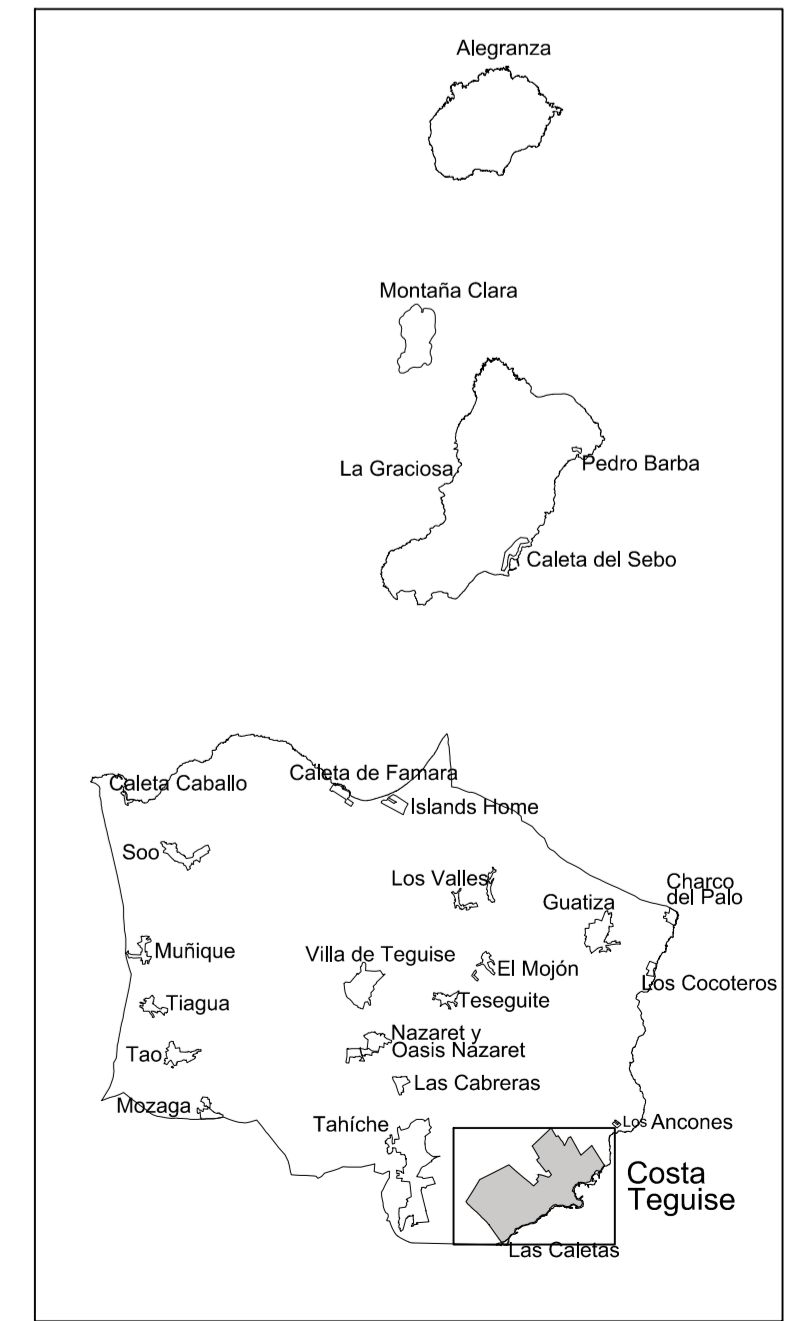 Alegranza
Montaña Clara
La Graciosa
Pedro Barba
Caleta del Sebo
Caleta de Famara
Caleta Caballo
Islands Home
Soo
Los Valles
Charco
del Palo
Guatiza
Muñique
Villa de Teguise
El Mojón
Los Cocoteros
Tiagua
Teseguite
Nazaret y
Oasis Nazaret
Tao
Las Cabreras
Mozaga
Tahíche
Los Ancones
Costa
Teguise
Las Caletas